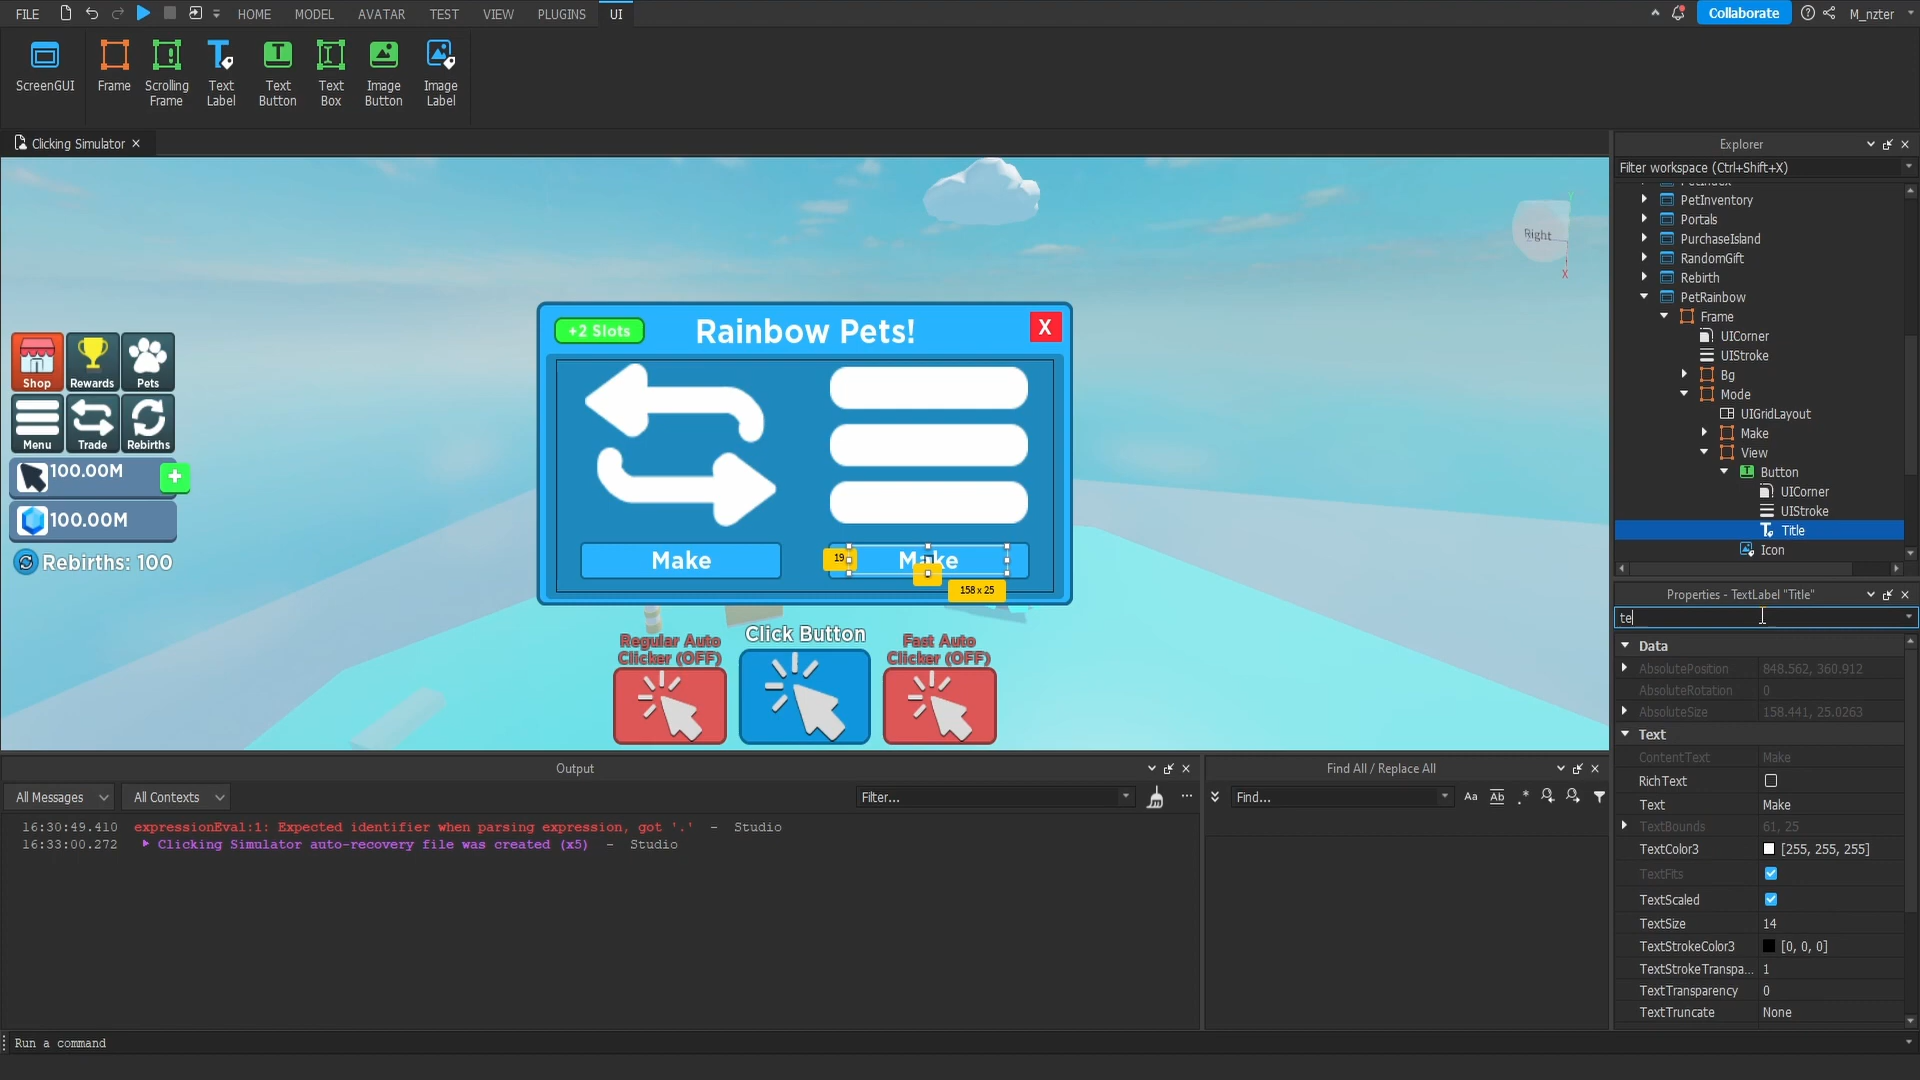 FILE
HOME
MODEL
AVATAR
TEST
VIEW
PLUGINS
UI
Collaborate
M_nzter
ScreenGUI
Frame
Scrolling Frame
Text Label
Text Button
Text Box
Image Button
Image Label
Clicking Simulator
Right
X
Shop
Rewards
Pets
Menu
Trade
Rebirths
100.00M
+
100.00M
Rebirths: 100
+2 Slots
Rainbow Pets!
X
Make
19
Make
158 x 25
Regular Auto
Clicker (OFF)
Click Button
Fast Auto
Clicker (OFF)
Explorer
Filter workspace (Ctrl+Shift+X)
PetIndex
PetInventory
Portals
PurchaseIsland
RandomGift
Rebirth
PetRainbow
Frame
UICorner
UIStroke
Bg
Mode
UIGridLayout
Make
View
Button
UICorner
UIStroke
Title
Icon
Properties - TextLabel "Title"
te
Data
AbsolutePosition 848.562, 360.912
AbsoluteRotation 0
AbsoluteSize 158.441, 25.0263
Text
ContentText Make
RichText
Text Make
TextBounds 61, 25
TextColor3 [255, 255, 255]
TextFits
TextScaled
TextSize 14
TextStrokeColor3 [0, 0, 0]
TextStrokeTranspa... 1
TextTransparency 0
TextTruncate None
Output
All Messages
All Contexts
Filter...
16:30:49.410 expressionEval:1: Expected identifier when parsing expression, got '.' - Studio
16:33:00.272 Clicking Simulator auto-recovery file was created (x5) - Studio
Find All / Replace All
Find...
Aa
Ab
.*
Run a command